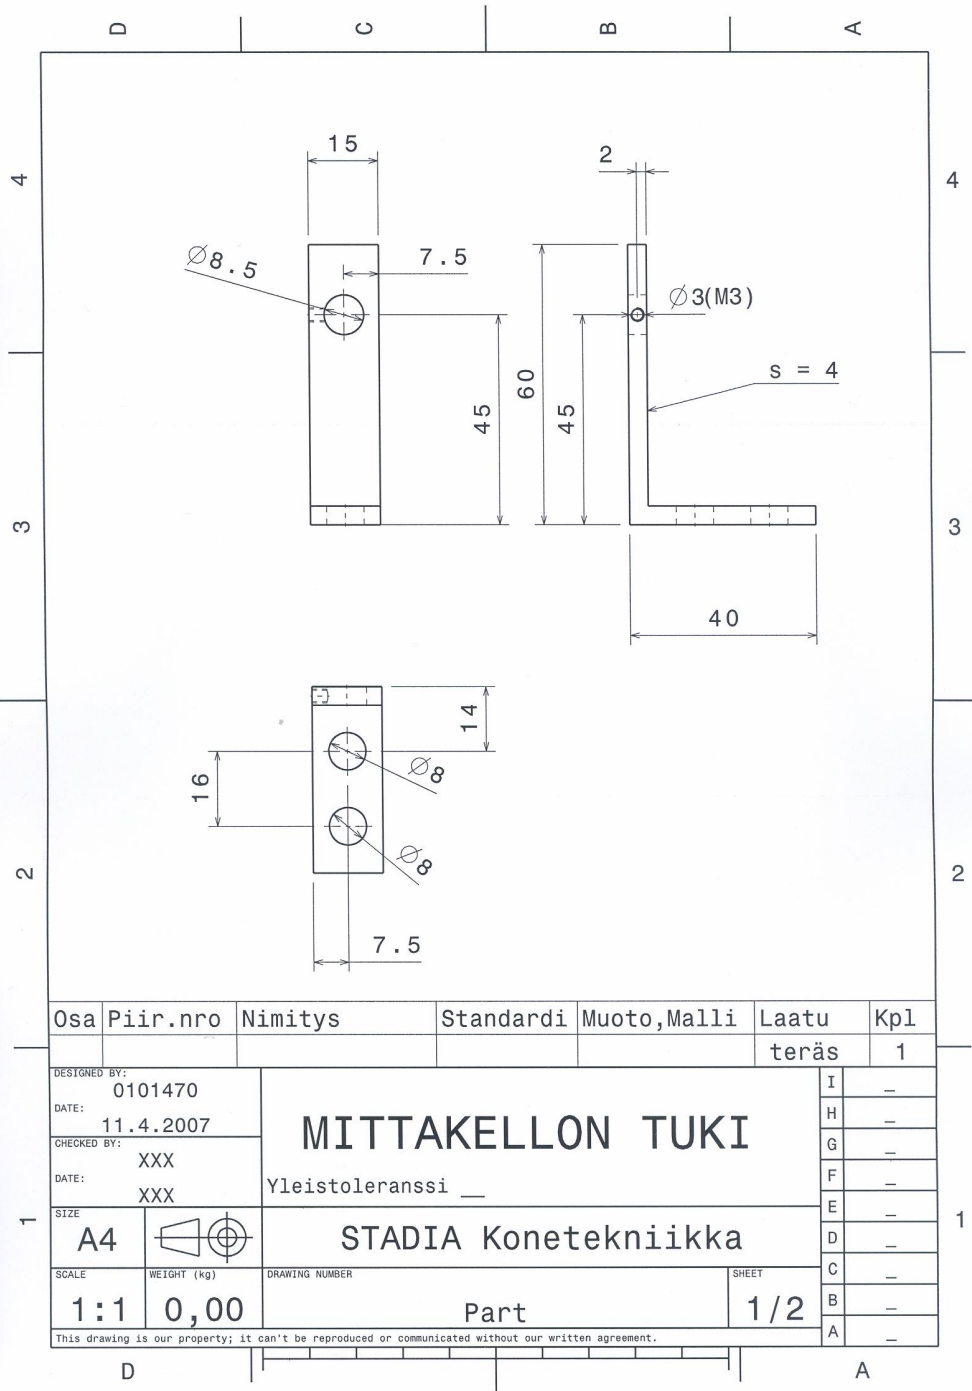 D C B A
4 4
15
2
Ø8.5
7.5
Ø3(M3)
s = 4
60
45
45
3 3
40
14
16
Ø8
Ø8
2 2
7.5
Osa Piir.nro Nimitys Standardi Muoto,Malli Laatu Kpl
teräs 1
DESIGNED BY:
0101470
DATE:
11.4.2007
CHECKED BY:
XXX
DATE:
XXX
MITTAKELLON TUKI
Yleistoleranssi __
I _
H _
G _
F _
E _
D _
C _
B _
A _
SIZE
A4
STADIA Konetekniikka
1 1
SCALE
1:1
WEIGHT (kg)
0,00
DRAWING NUMBER
Part
SHEET
1/2
This drawing is our property; it can't be reproduced or communicated without our written agreement.
D A